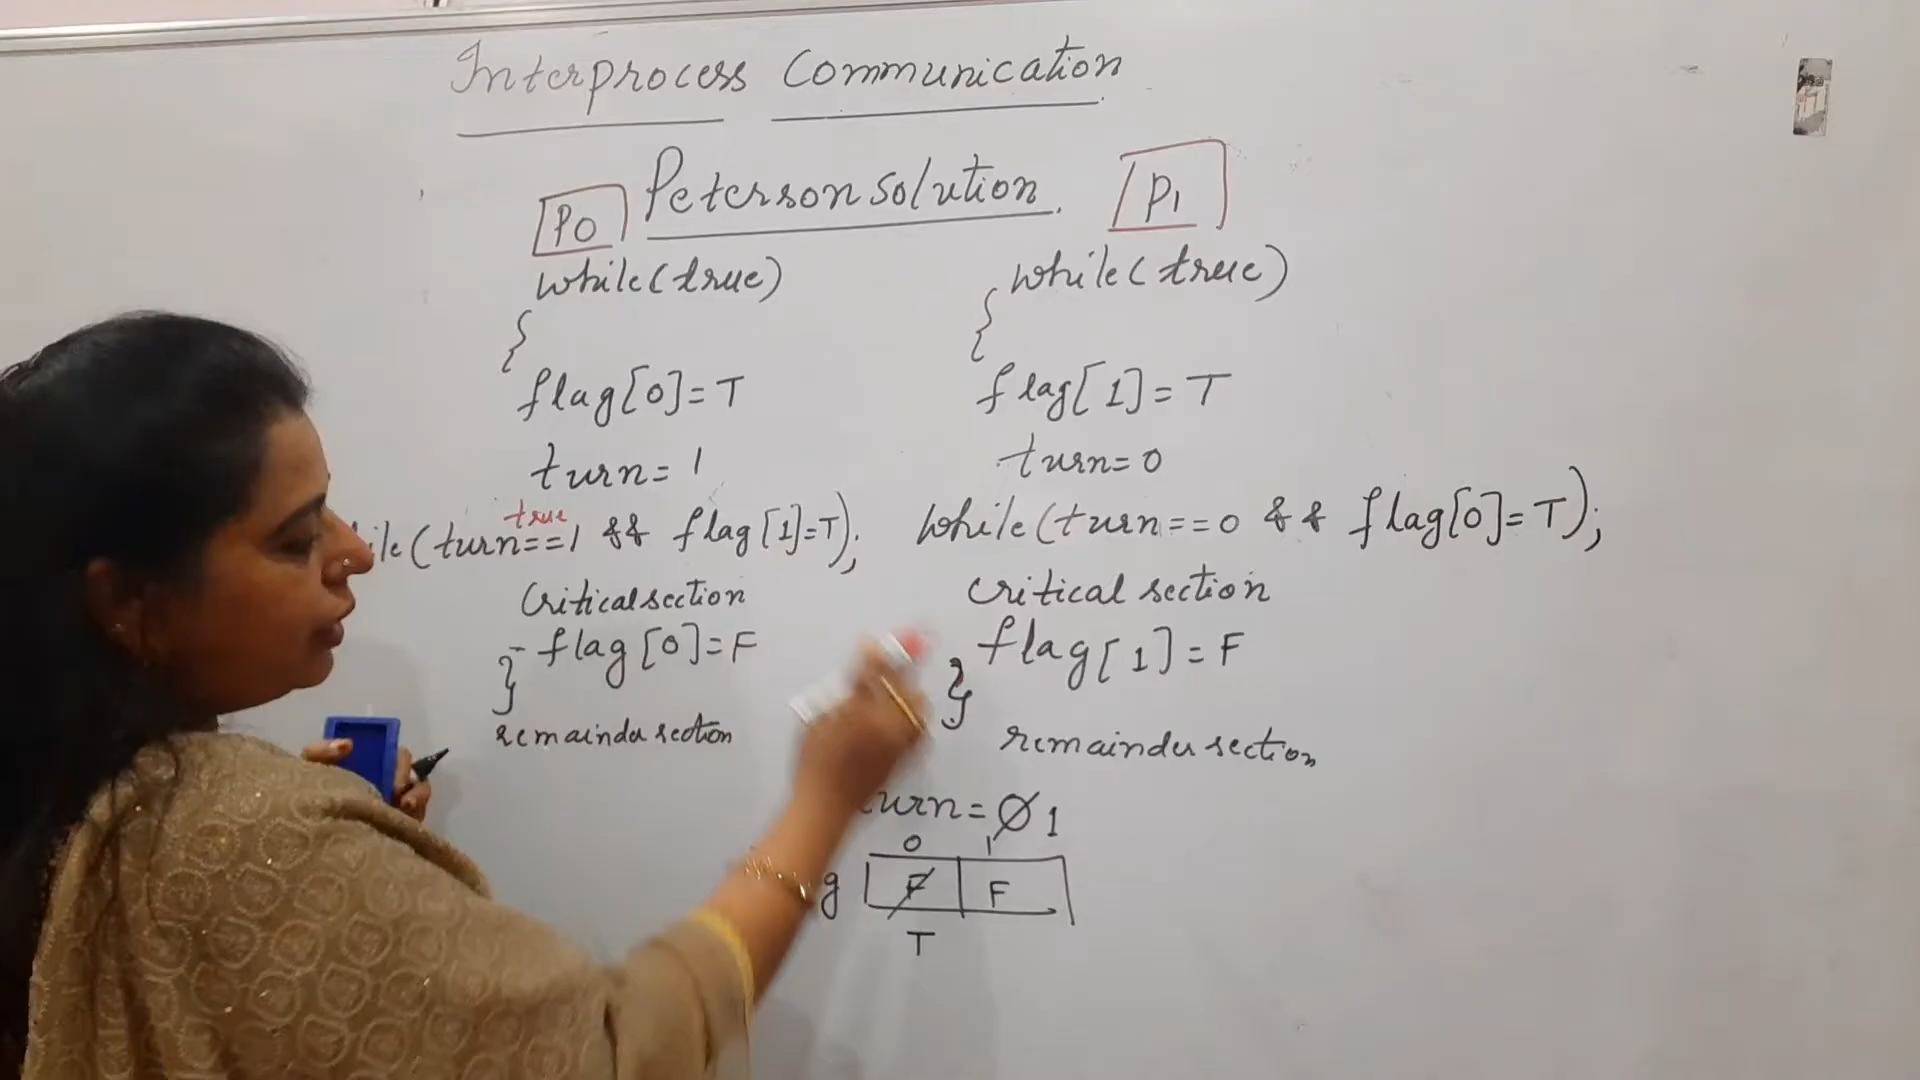 Interprocess Communication
Peterson solution.
P0
P1
while(true)
{
flag[0]=T
turn=1
true
ile(turn==1 && flag[1]=T);
Critical section
flag[0]=F
}
remainder section
while(true)
{
flag[1]=T
turn=0
while(turn==0 && flag[0]=T);
Critical section
flag[1]=F
}
remainder section
turn=0 1
0 1
g F F
T